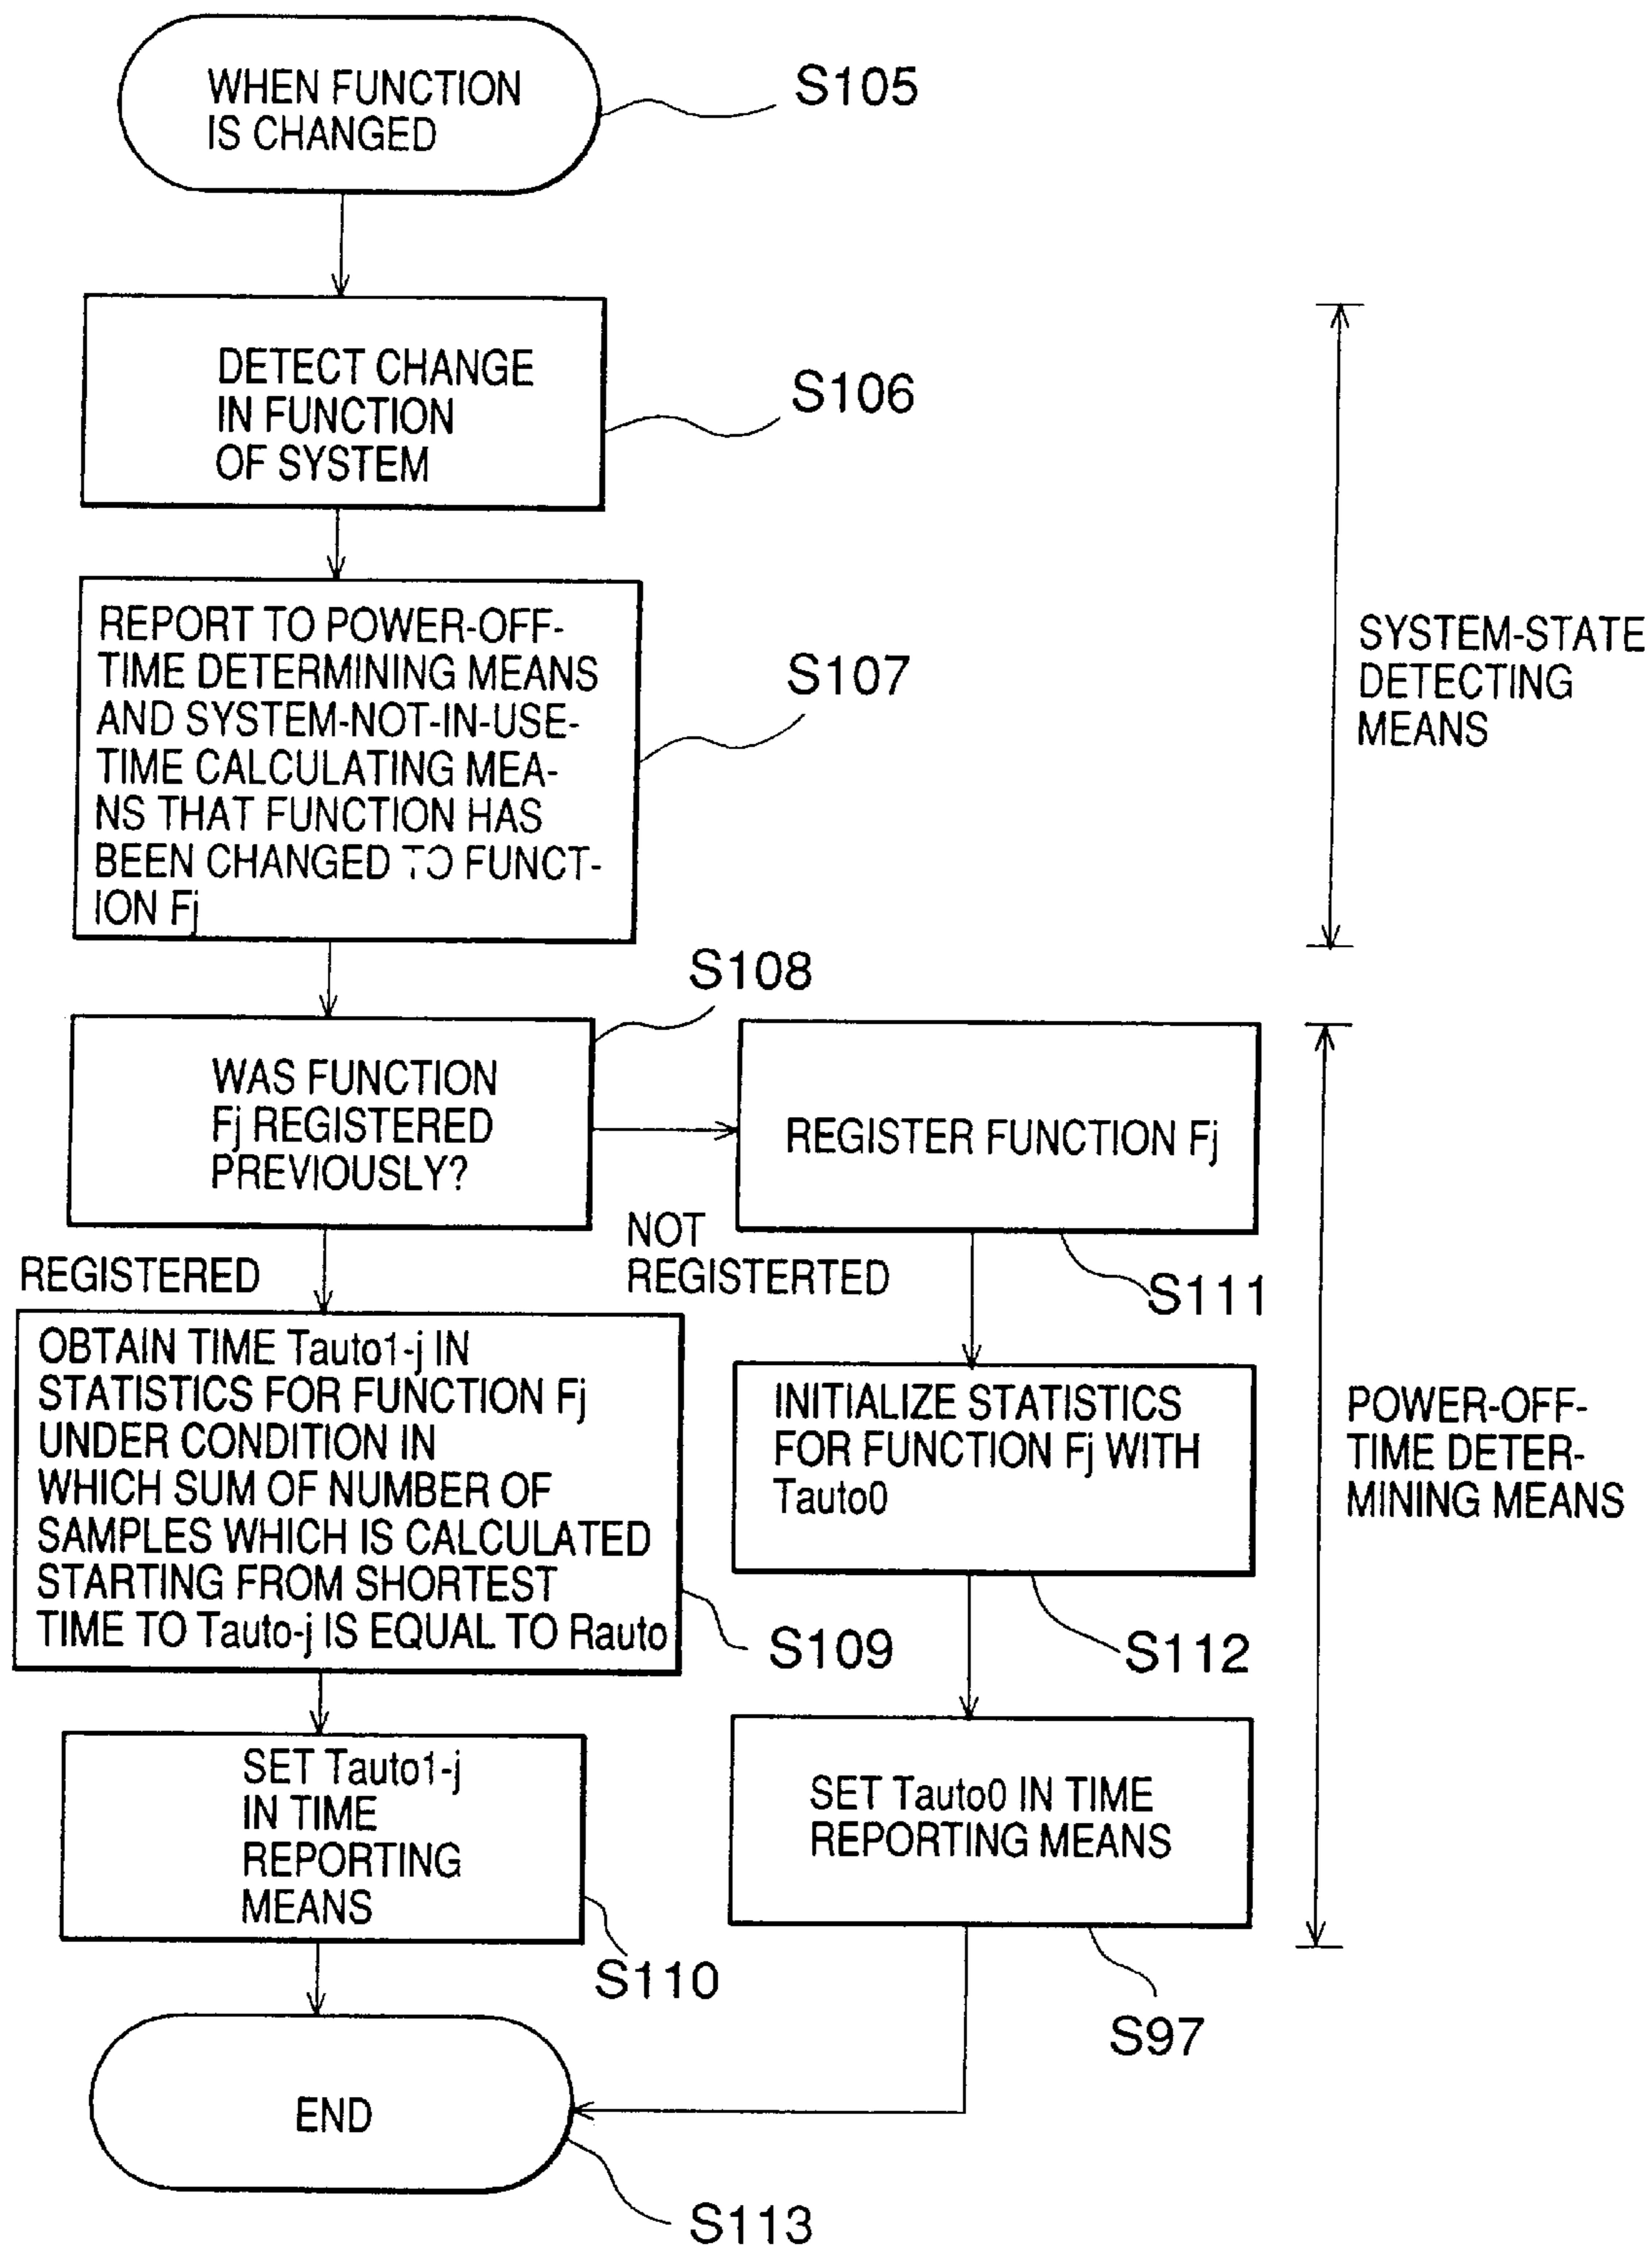 WHEN FUNCTION
IS CHANGED
S105
DETECT CHANGE
IN FUNCTION
OF SYSTEM
S106
REPORT TO POWER-OFF-
TIME DETERMINING MEANS
AND SYSTEM-NOT-IN-USE-
TIME CALCULATING MEA-
NS THAT FUNCTION HAS
BEEN CHANGED TO FUNCT-
ION Fj
S107
SYSTEM-STATE
DETECTING
MEANS
S108
WAS FUNCTION
Fj REGISTERED
PREVIOUSLY?
REGISTER FUNCTION Fj
S111
REGISTERED
NOT
REGISTERTED
OBTAIN TIME Tauto1-j IN
STATISTICS FOR FUNCTION Fj
UNDER CONDITION IN
WHICH SUM OF NUMBER OF
SAMPLES WHICH IS CALCULATED
STARTING FROM SHORTEST
TIME TO Tauto-j IS EQUAL TO Rauto
S109
INITIALIZE STATISTICS
FOR FUNCTION Fj WITH
Tauto0
S112
POWER-OFF-
TIME DETER-
MINING MEANS
SET Tauto1-j
IN TIME
REPORTING
MEANS
S110
SET Tauto0 IN TIME
REPORTING MEANS
S97
END
S113